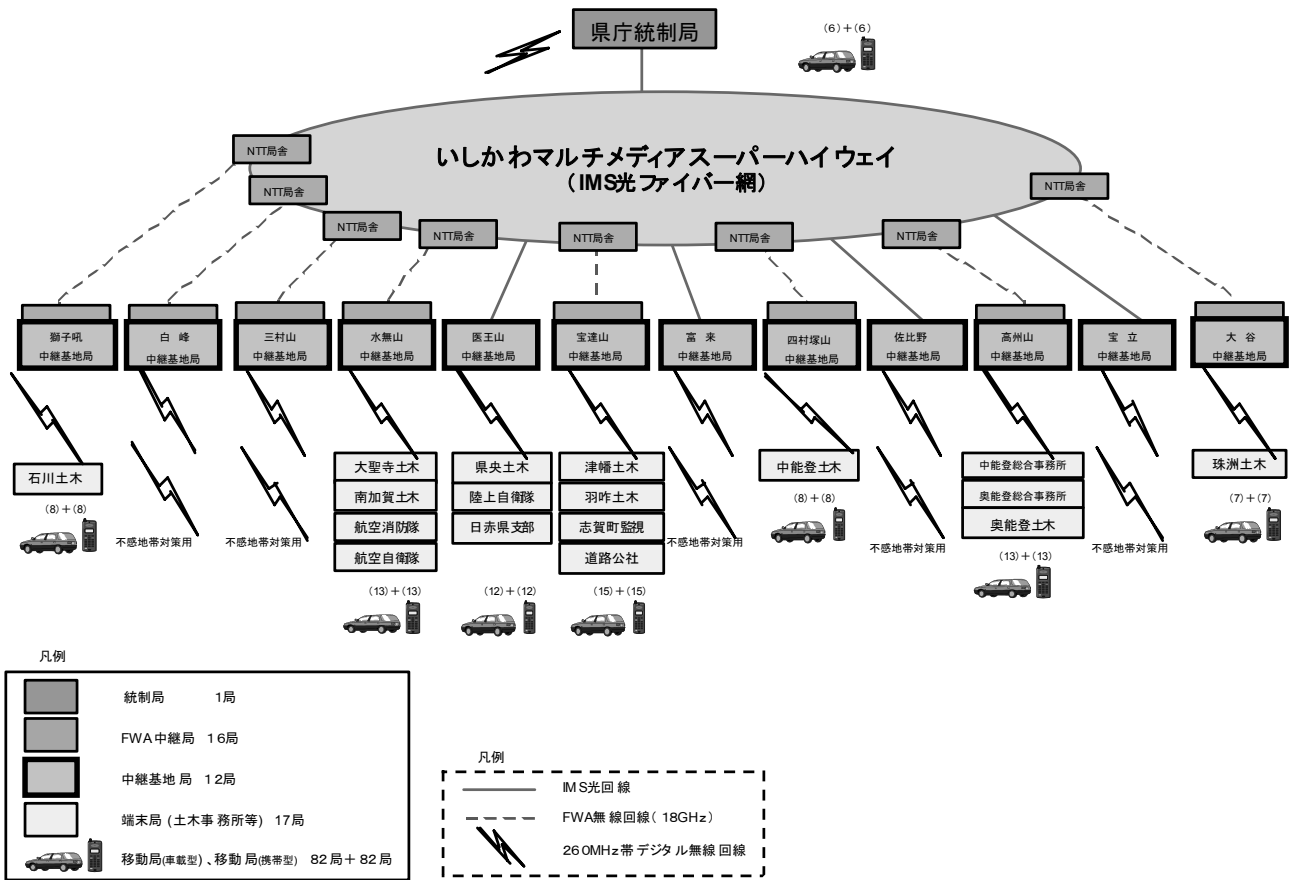 県庁統制局
(6)+(6)
いしかわマルチメディアスーパーハイウェイ
(IMS光ファイバー網)
NTT局舎
NTT局舎
NTT局舎
NTT局舎
NTT局舎
NTT局舎
NTT局舎
NTT局舎
獅子吼
中継基地局
白 峰
中継基地局
三村山
中継基地局
水無山
中継基地局
医王山
中継基地局
宝達山
中継基地局
富 来
中継基地局
四村塚山
中継基地局
佐比野
中継基地局
高州山
中継基地局
宝 立
中継基地局
大 谷
中継基地局
石川土木
(8)+(8)
不感地帯対策用
不感地帯対策用
大聖寺土木
南加賀土木
航空消防隊
航空自衛隊
(13)+(13)
県央土木
陸上自衛隊
日赤県支部
(12)+(12)
津幡土木
羽咋土木
志賀町監視
道路公社
(15)+(15)
不感地帯対策用
中能登土木
(8)+(8)
不感地帯対策用
中能登総合事務所
奥能登総合事務所
奥能登土木
(13)+(13)
不感地帯対策用
珠洲土木
(7)+(7)
凡例
統制局 1局
FWA中継局 16局
中継基地局 12局
端末局 (土木事務所等) 17局
移動局(車載型)、移動局(携帯型) 82局+82局
凡例
IMS光回線
FWA無線回線(18GHz)
260MHz帯デジタル無線回線